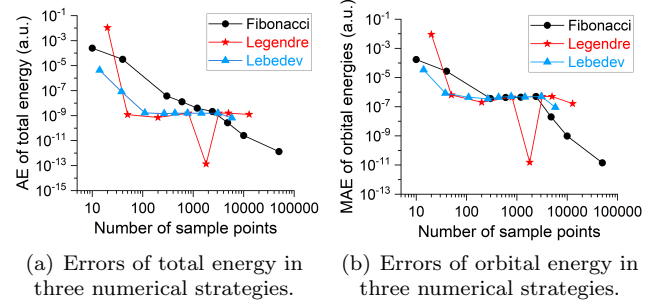 AE of total energy (a.u.)
10-1
10-3
10-5
10-7
10-9
10-11
10-13
10-15
Fibonacci
Legendre
Lebedev
10
100
1000
10000
100000
Number of sample points
(a) Errors of total energy in
three numerical strategies.
MAE of orbital energies (a.u.)
10-1
10-3
10-5
10-7
10-9
10-11
10-13
Fibonacci
Legendre
Lebedev
10
100
1000
10000
100000
Number of sample points
(b) Errors of orbital energy in
three numerical strategies.